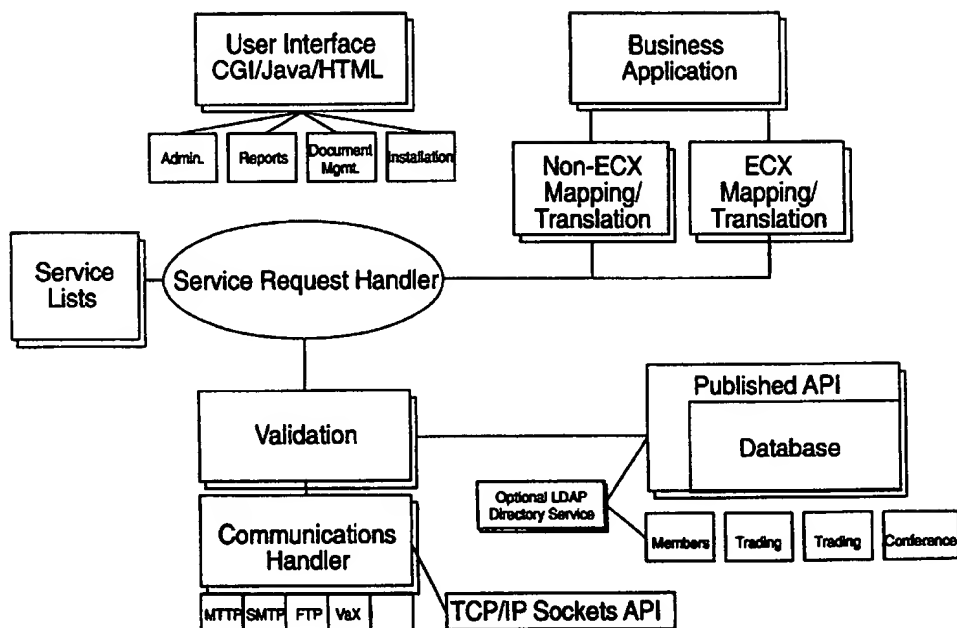 User Interface
CGI/Java/HTML
Business
Application
Admin.
Reports
Document
Mgmt.
Installation
Non-ECX
Mapping/
Translation
ECX
Mapping/
Translation
Service
Lists
Service Request Handler
Published API
Database
Validation
Optional LDAP
Directory Service
Communications
Handler
Members
Trading
Trading
Conference
MTTP
SMTP
FTP
VaX
TCP/IP Sockets API